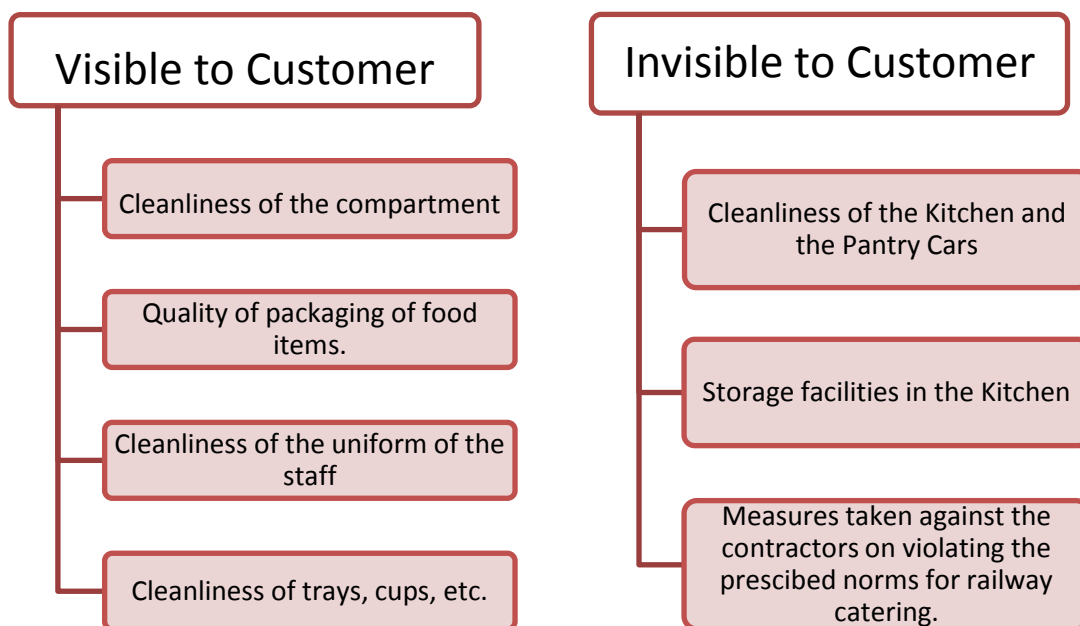 Visible to Customer
Cleanliness of the compartment
Quality of packaging of food
items.
Cleanliness of the uniform of the
staff
Cleanliness of trays, cups, etc.
Invisible to Customer
Cleanliness of the Kitchen and
the Pantry Cars
Storage facilities in the Kitchen
Measures taken against the
contractors on violating the
prescibed norms for railway
catering.